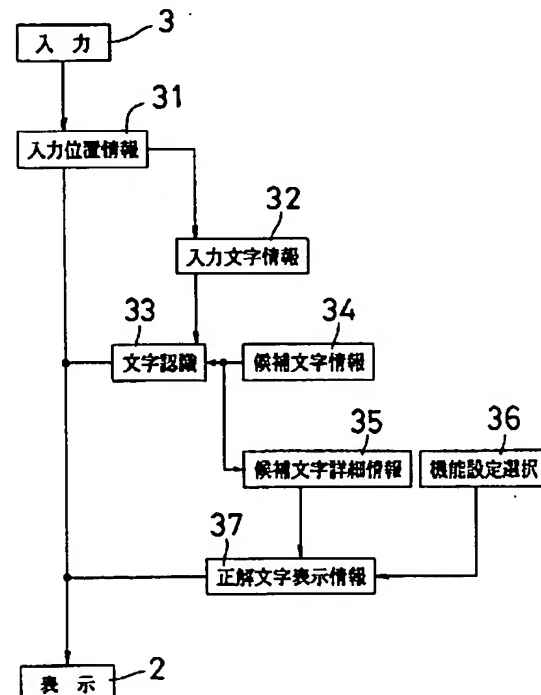 3
入 力
31
入力位置情報
32
入力文字情報
33
文字認識
34
候補文字情報
35
候補文字詳細情報
36
機能設定選択
37
正解文字表示情報
2
表 示